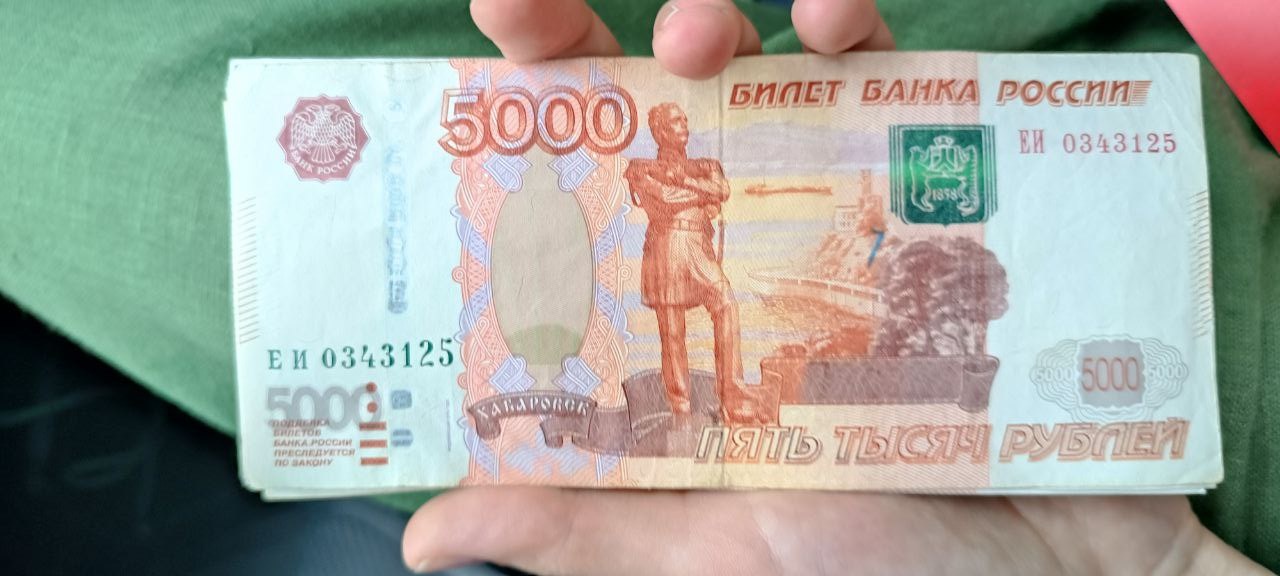 5000
БИЛЕТ БАНКА РОССИИ
БАНК РОССИИ
ЕИ 0343125
1858
ЕИ 0343125
5000
ПОДДЕЛКА
БИЛЕТОВ
БАНКА РОССИИ
ПРЕСЛЕДУЕТСЯ
ПО ЗАКОНУ
ХАБАРОВСК
5000 5000 5000
ПЯТЬ ТЫСЯЧ РУБЛЕЙ